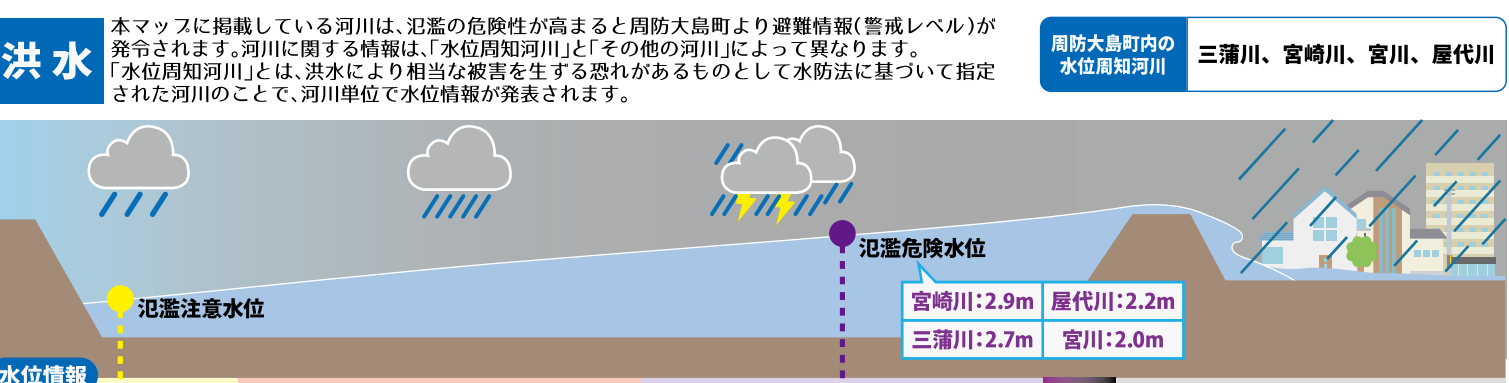 洪水
本マップに掲載している河川は、氾濫の危険性が高まると周防大島町より避難情報(警戒レベル)が
発令されます。河川に関する情報は、「水位周知河川」と「その他の河川」によって異なります。
「水位周知河川」とは、洪水により相当な被害を生ずる恐れがあるものとして水防法に基づいて指定
された河川のことで、河川単位で水位情報が発表されます。
周防大島町内の
水位周知河川
三蒲川、宮崎川、宮川、屋代川
氾濫危険水位
氾濫注意水位
宮崎川:2.9m 屋代川:2.2m
三蒲川:2.7m 宮川:2.0m
水位情報